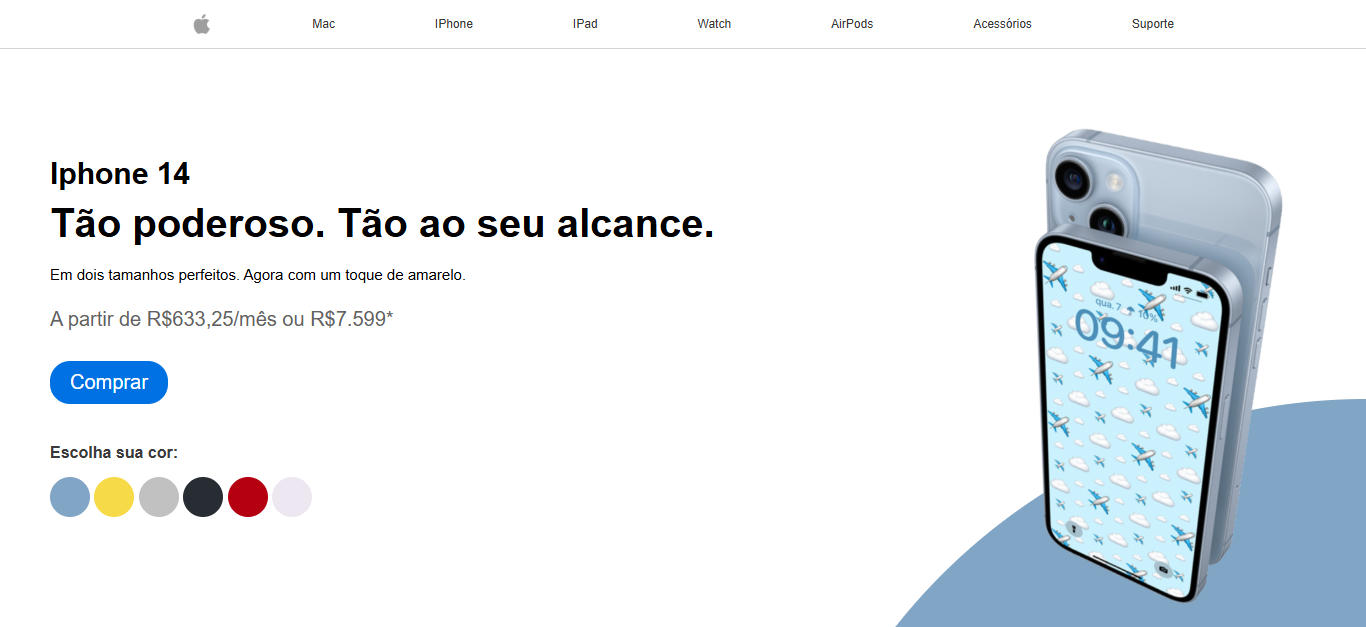 Mac IPhone IPad Watch AirPods Acessórios Suporte
Iphone 14
Tão poderoso. Tão ao seu alcance.
Em dois tamanhos perfeitos. Agora com um toque de amarelo.
A partir de R$633,25/mês ou R$7.599*
Comprar
Escolha sua cor:
qua. 7 10%
09:41